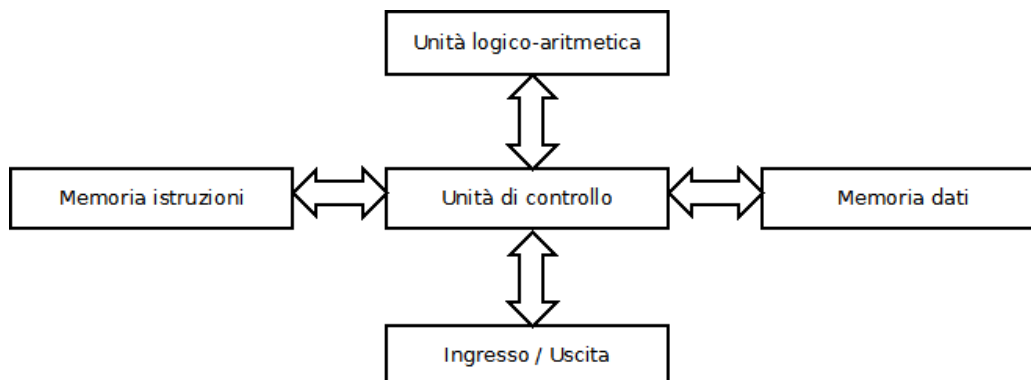 Unità logico-aritmetica
Memoria istruzioni
Unità di controllo
Memoria dati
Ingresso / Uscita